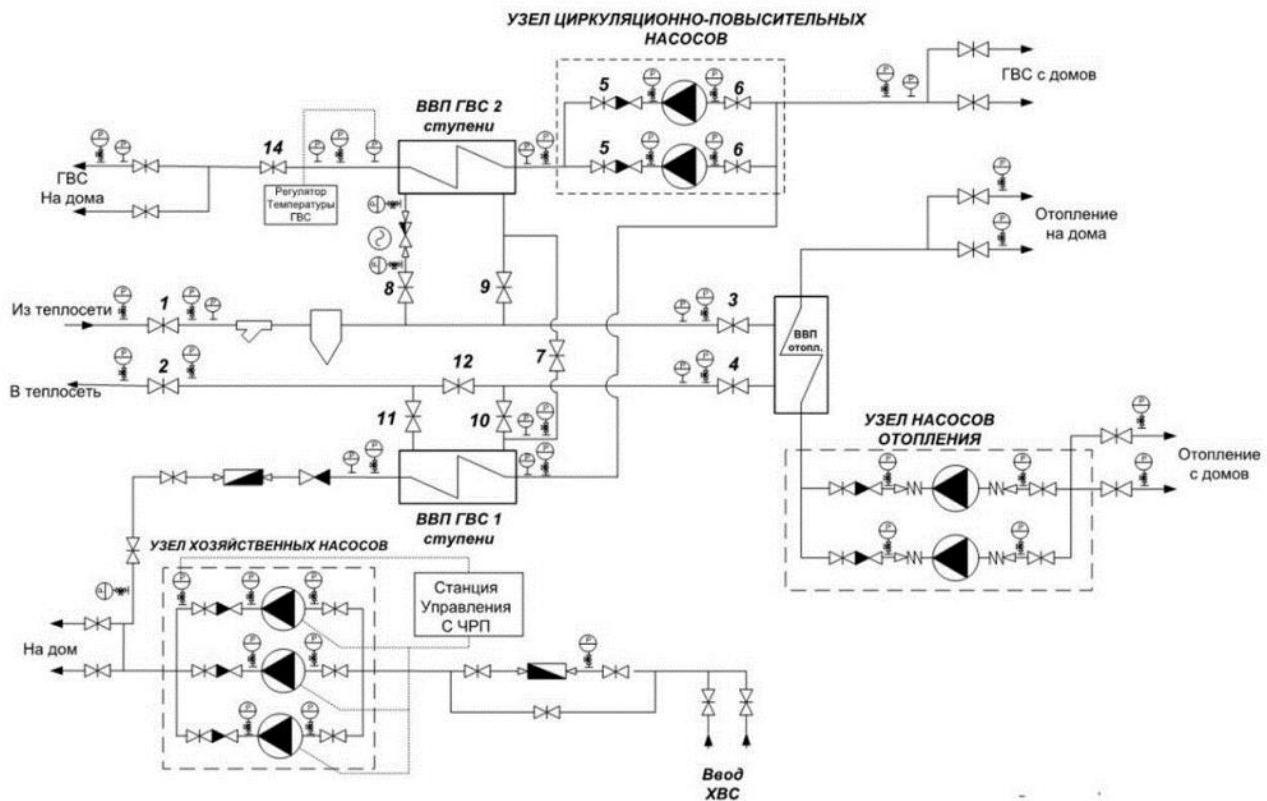 УЗЕЛ ЦИРКУЛЯЦИОННО-ПОВЫСИТЕЛЬНЫХ
НАСОСОВ
5
6
5
6
ГВС с домов
ВВП ГВС 2
ступени
14
ГВС
На дома
Регулятор
Температуры
ГВС
Отопление
на дома
8
9
Из теплосети
1
3
ВВП
отопл.
7
В теплосеть
2
12
4
11
10
ВВП ГВС 1
ступени
УЗЕЛ НАСОСОВ
ОТОПЛЕНИЯ
Отопление
с домов
УЗЕЛ ХОЗЯЙСТВЕННЫХ НАСОСОВ
Станция
Управления
С ЧРП
На дом
Ввод
ХВС